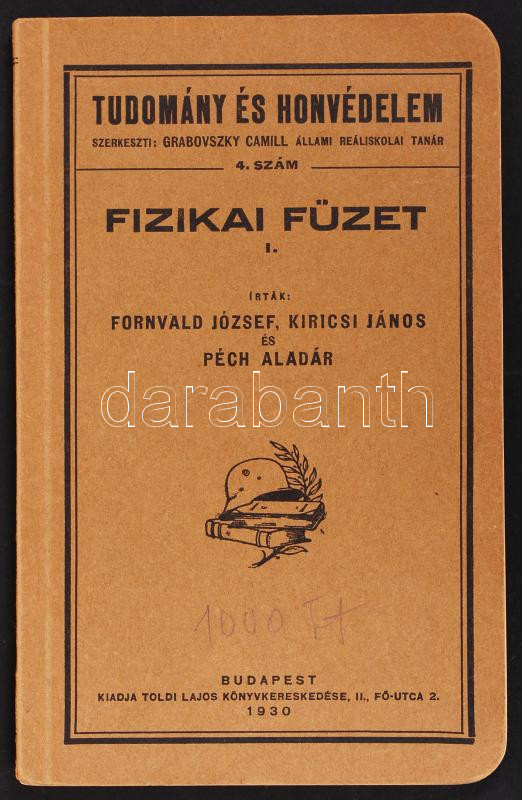 TUDOMÁNY ÉS HONVÉDELEM
SZERKESZTI: GRABOVSZKY CAMILL ÁLLAMI REÁLISKOLAI TANÁR
4. SZÁM
FIZIKAI FÜZET
I.
ÍRTÁK:
FORNVALD JÓZSEF, KIRICSI JÁNOS
ÉS
PÉCH ALADÁR
darabanth
1000 Ft
BUDAPEST
KIADJA TOLDI LAJOS KÖNYVKERESKEDÉSE, II., FŐ-UTCA 2.
1930